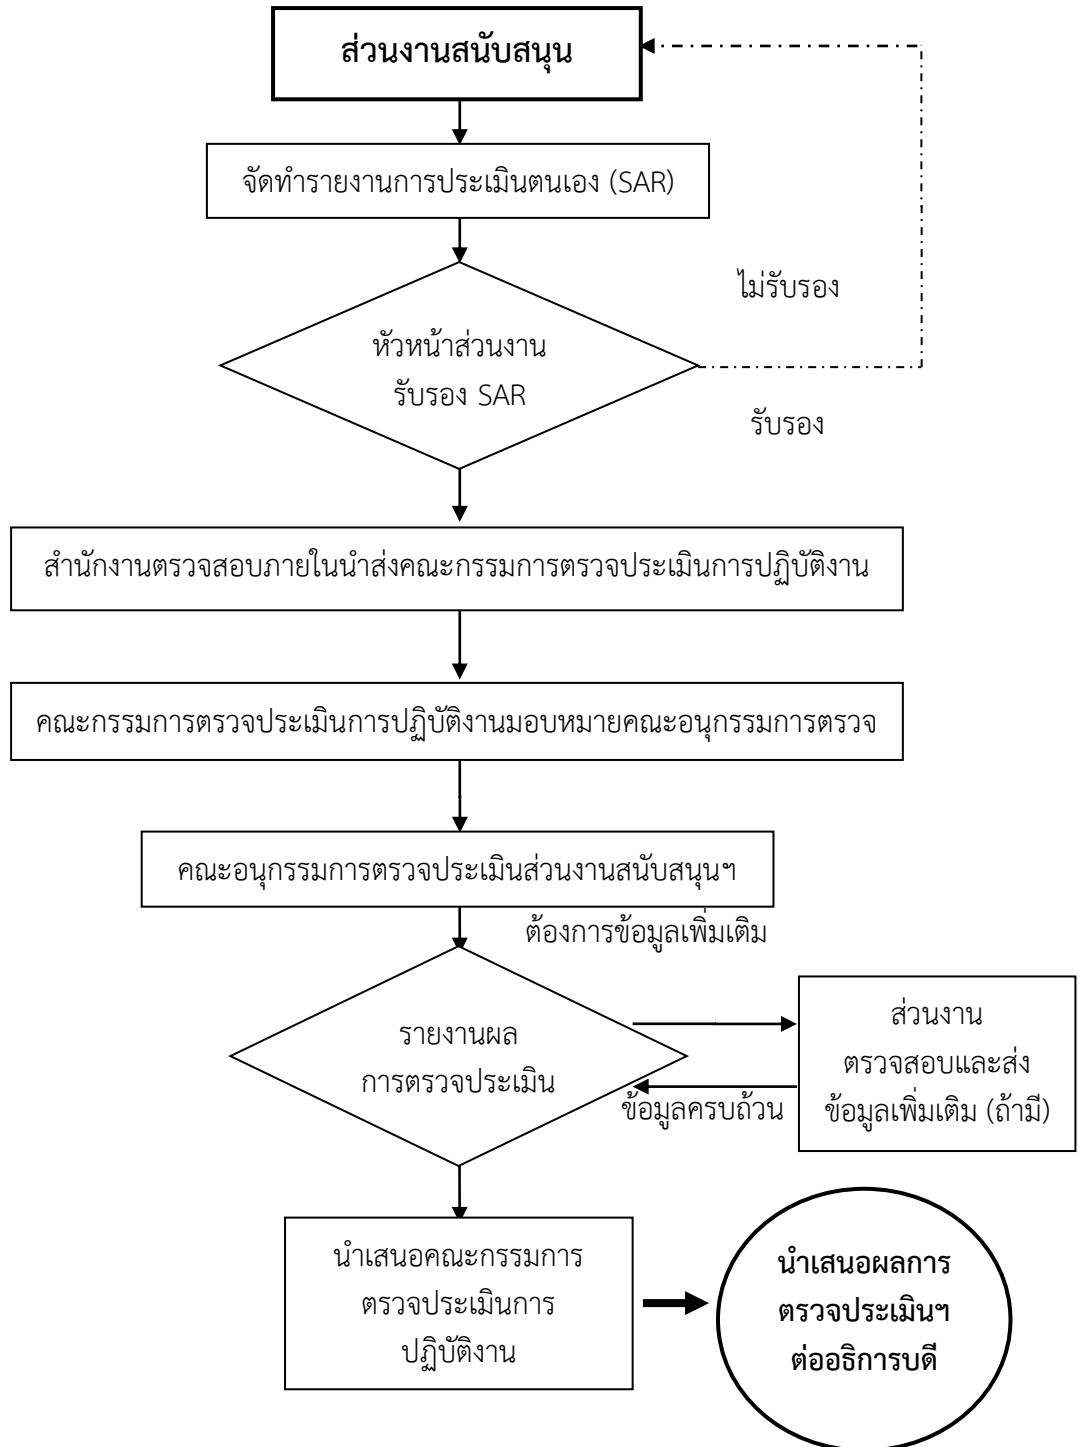 ส่วนงานสนับสนุน
จัดทำรายงานการประเมินตนเอง (SAR)
ไม่รับรอง
หัวหน้าส่วนงาน
รับรอง SAR
รับรอง
สำนักงานตรวจสอบภายในนำส่งคณะกรรมการตรวจประเมินการปฏิบัติงาน
คณะกรรมการตรวจประเมินการปฏิบัติงานมอบหมายคณะอนุกรรมการตรวจ
คณะอนุกรรมการตรวจประเมินส่วนงานสนับสนุนฯ
ต้องการข้อมูลเพิ่มเติม
รายงานผล
การตรวจประเมิน
ส่วนงาน
ตรวจสอบและส่ง
ข้อมูลเพิ่มเติม (ถ้ามี)
ข้อมูลครบถ้วน
นำเสนอคณะกรรมการ
ตรวจประเมินการ
ปฏิบัติงาน
นำเสนอผลการ
ตรวจประเมินฯ
ต่ออธิการบดี